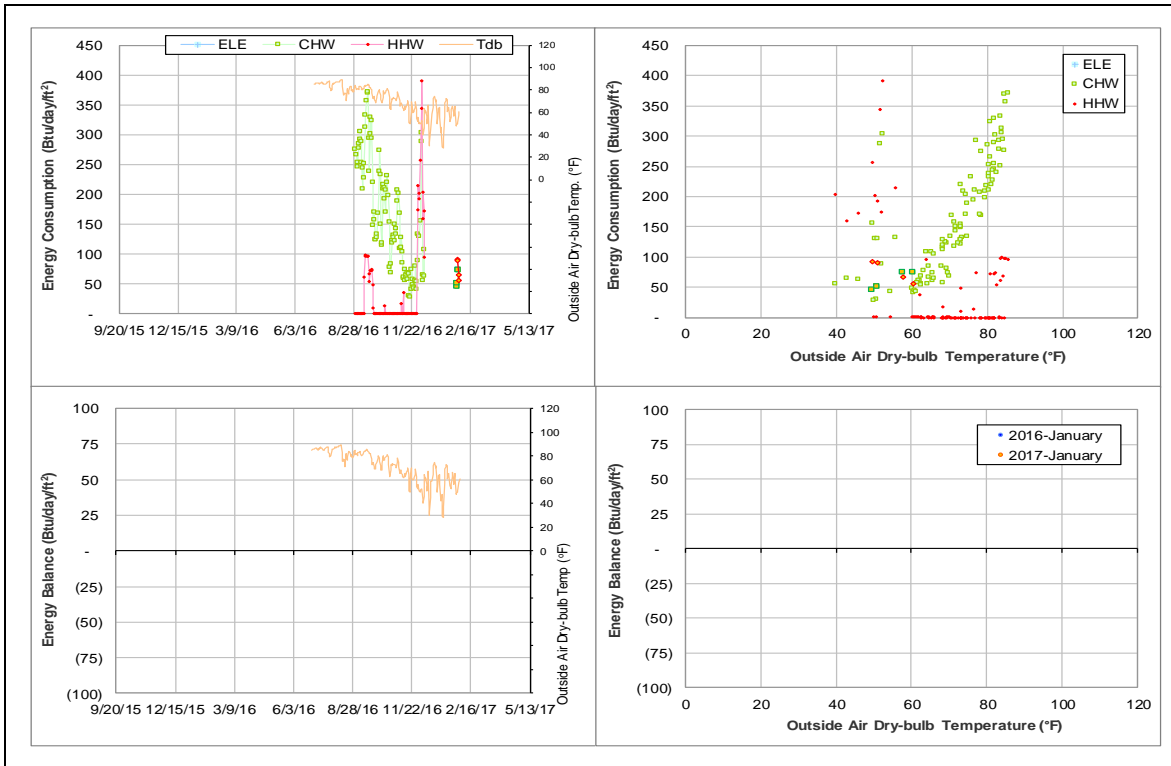 ELE CHW HHW Tdb
450
400
350
300
250
200
150
100
50
-
Energy Consumption (Btu/day/ft²)
120
100
80
60
40
20
0
Outside Air Dry-bulb Temp. (°F)
9/20/15 12/15/15 3/9/16 6/3/16 8/28/16 11/22/16 2/16/17 5/13/17
450
400
350
300
250
200
150
100
50
-
Energy Consumption (Btu/day/ft²)
ELE
CHW
HHW
0 20 40 60 80 100 120
Outside Air Dry-bulb Temperature (°F)
100
75
50
25
-
(25)
(50)
(75)
(100)
Energy Balance (Btu/day/ft²)
120
100
80
60
40
20
0
Outside Air Dry-bulb Temp (°F)
9/20/15 12/15/15 3/9/16 6/3/16 8/28/16 11/22/16 2/16/17 5/13/17
100
75
50
25
-
(25)
(50)
(75)
(100)
Energy Balance (Btu/day/ft²)
2016-January
2017-January
0 20 40 60 80 100 120
Outside Air Dry-bulb Temperature (°F)